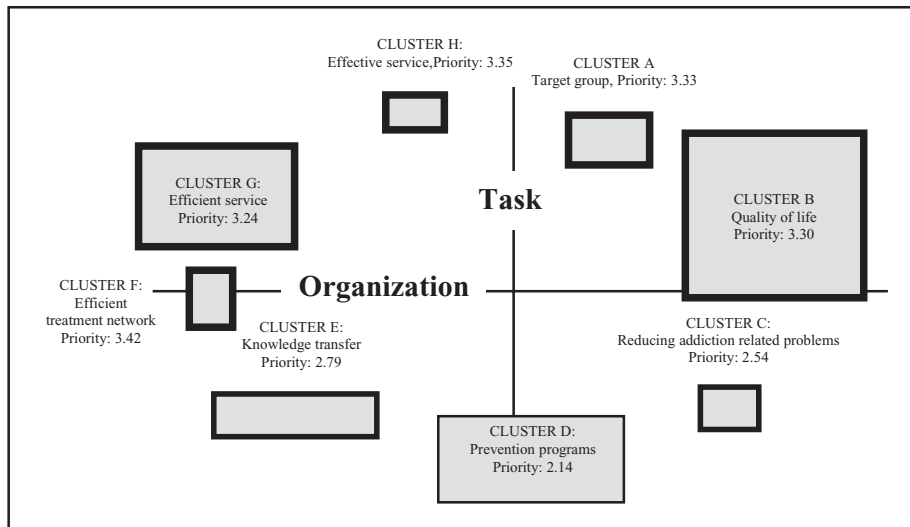 CLUSTER H:
Effective service,Priority: 3.35
CLUSTER A
Target group, Priority: 3.33
CLUSTER G:
Efficient service
Priority: 3.24
Task
CLUSTER B
Quality of life
Priority: 3.30
CLUSTER F:
Efficient
treatment network
Priority: 3.42
Organization
CLUSTER E:
Knowledge transfer
Priority: 2.79
CLUSTER C:
Reducing addiction related problems
Priority: 2.54
CLUSTER D:
Prevention programs
Priority: 2.14